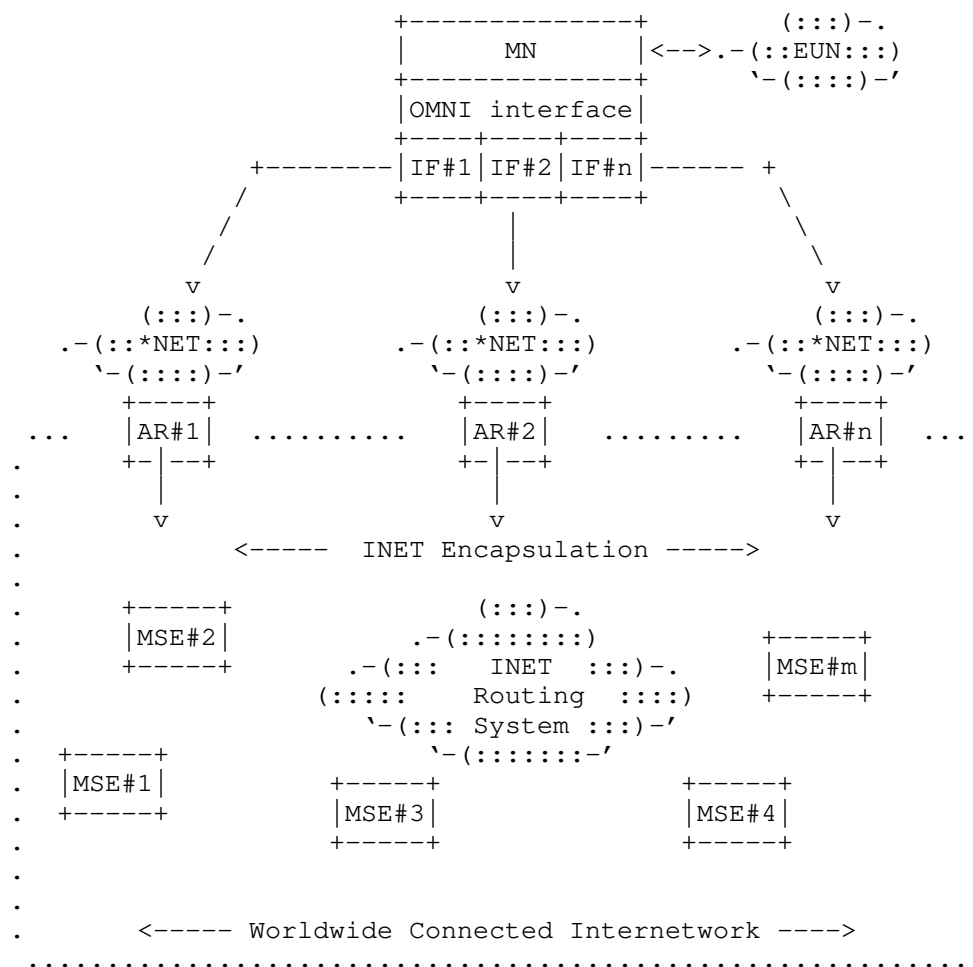 MN
EUN
OMNI interface
IF#1 IF#2 IF#n
*NET *NET *NET
AR#1 AR#2 AR#n
INET Encapsulation
MSE#2
INET
MSE#m
Routing
System
MSE#1
MSE#3 MSE#4
Worldwide Connected Internetwork